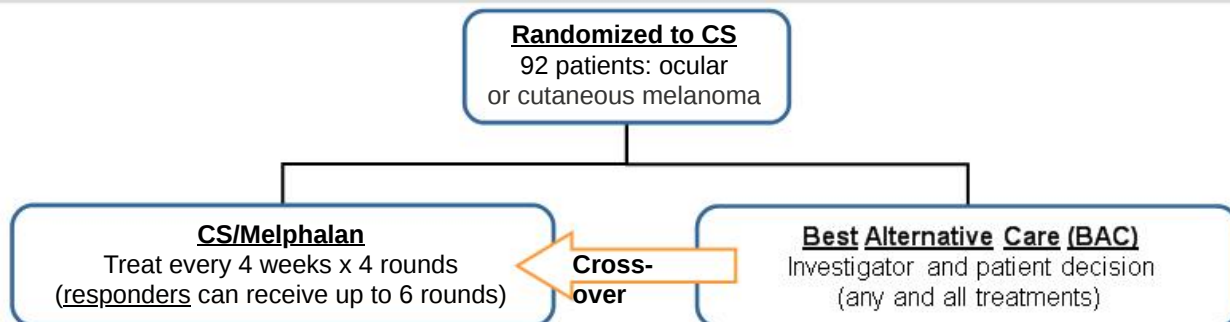 Randomized to CS
92 patients: ocular
or cutaneous melanoma
CS/Melphalan
Treat every 4 weeks x 4 rounds
(responders can receive up to 6 rounds)
Cross-
over
Best Alternative Care (BAC)
Investigator and patient decision
(any and all treatments)